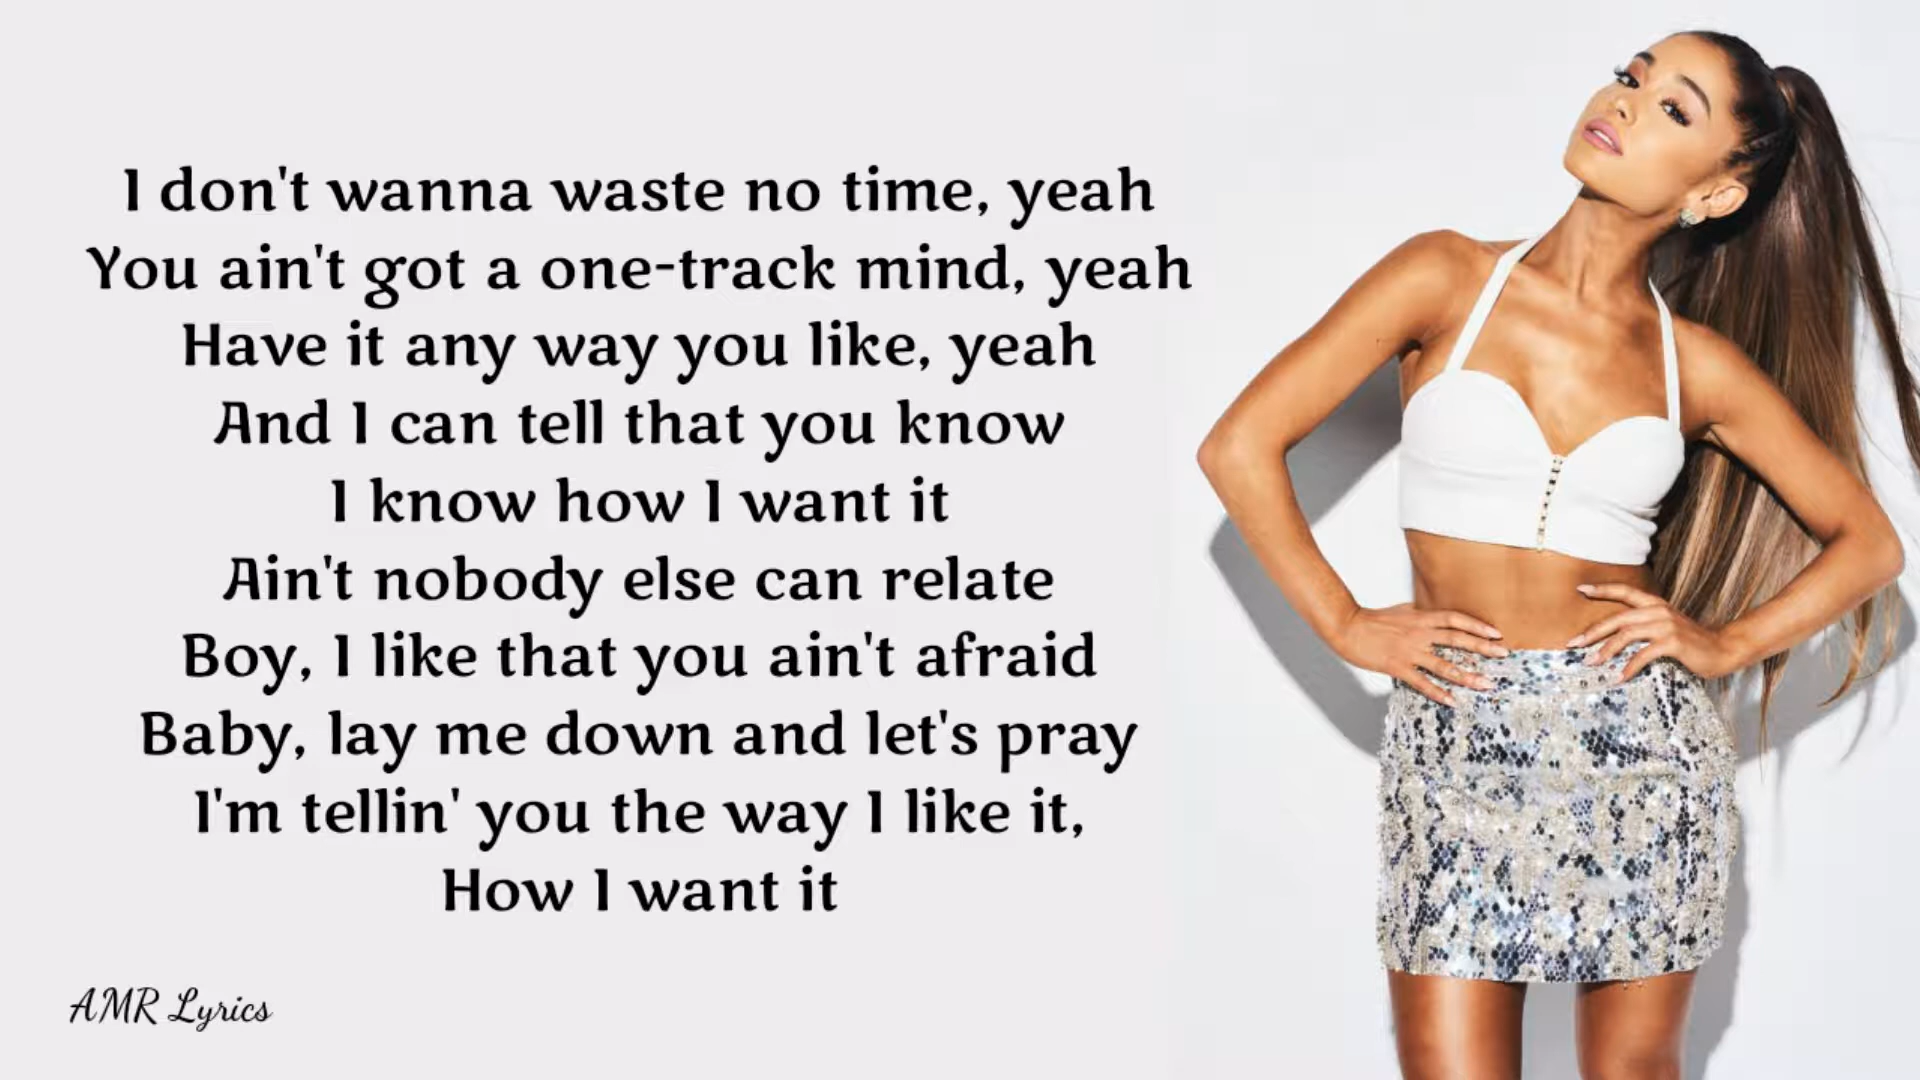 I don't wanna waste no time, yeah
You ain't got a one-track mind, yeah
Have it any way you like, yeah
And I can tell that you know
I know how I want it
Ain't nobody else can relate
Boy, I like that you ain't afraid
Baby, lay me down and let's pray
I'm tellin' you the way I like it,
How I want it
AMR Lyrics